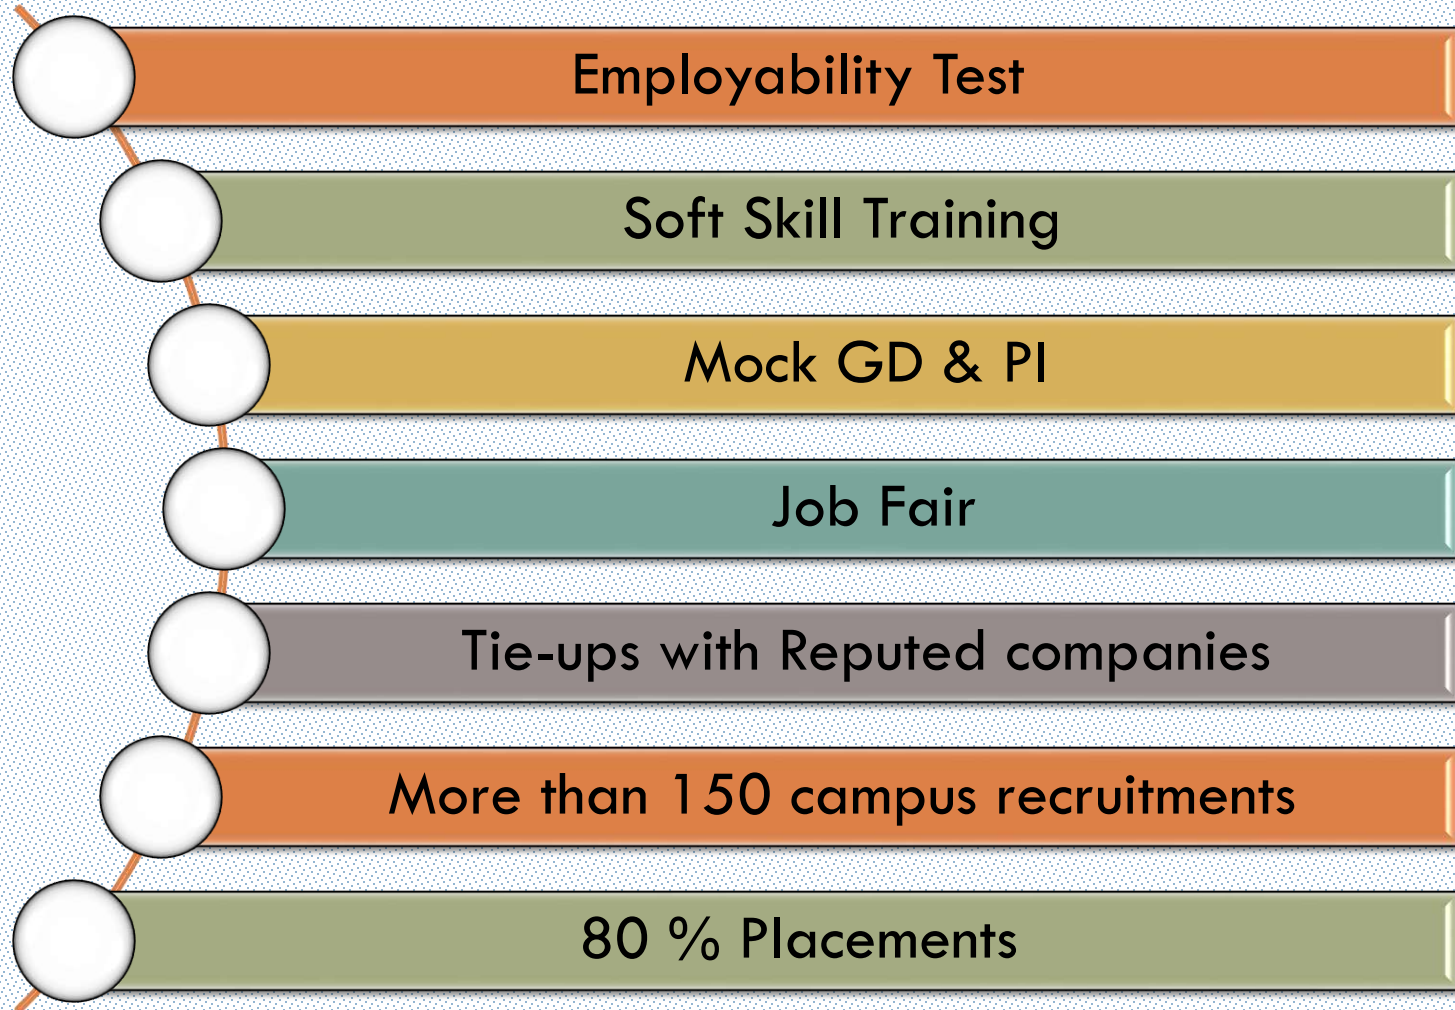 Employability Test
Soft Skill Training
Mock GD & PI
Job Fair
Tie-ups with Reputed companies
More than 150 campus recruitments
80 % Placements